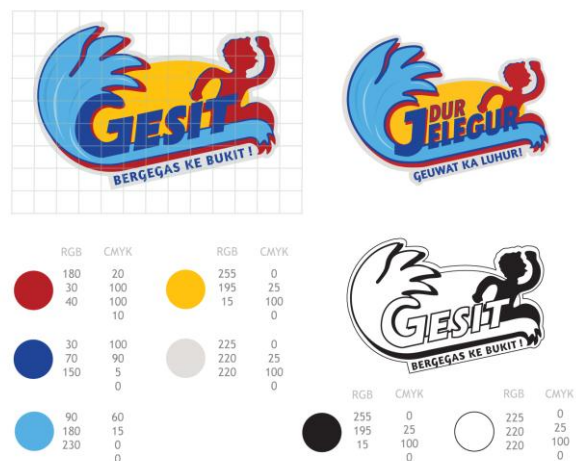 GESIT
BERGEGAS KE BUKIT !
DUR
JELEGUR
GEUWAT KA LUHUR!
RGB CMYK
180 20
30 100
40 100
10
RGB CMYK
255 0
195 25
15 100
0
30 100
70 90
150 5
0
225 0
220 25
220 100
0
90 60
180 15
230 0
0
GESIT
BERGEGAS KE BUKIT !
RGB CMYK
255 0
195 25
15 100
0
RGB CMYK
225 0
220 25
220 100
0